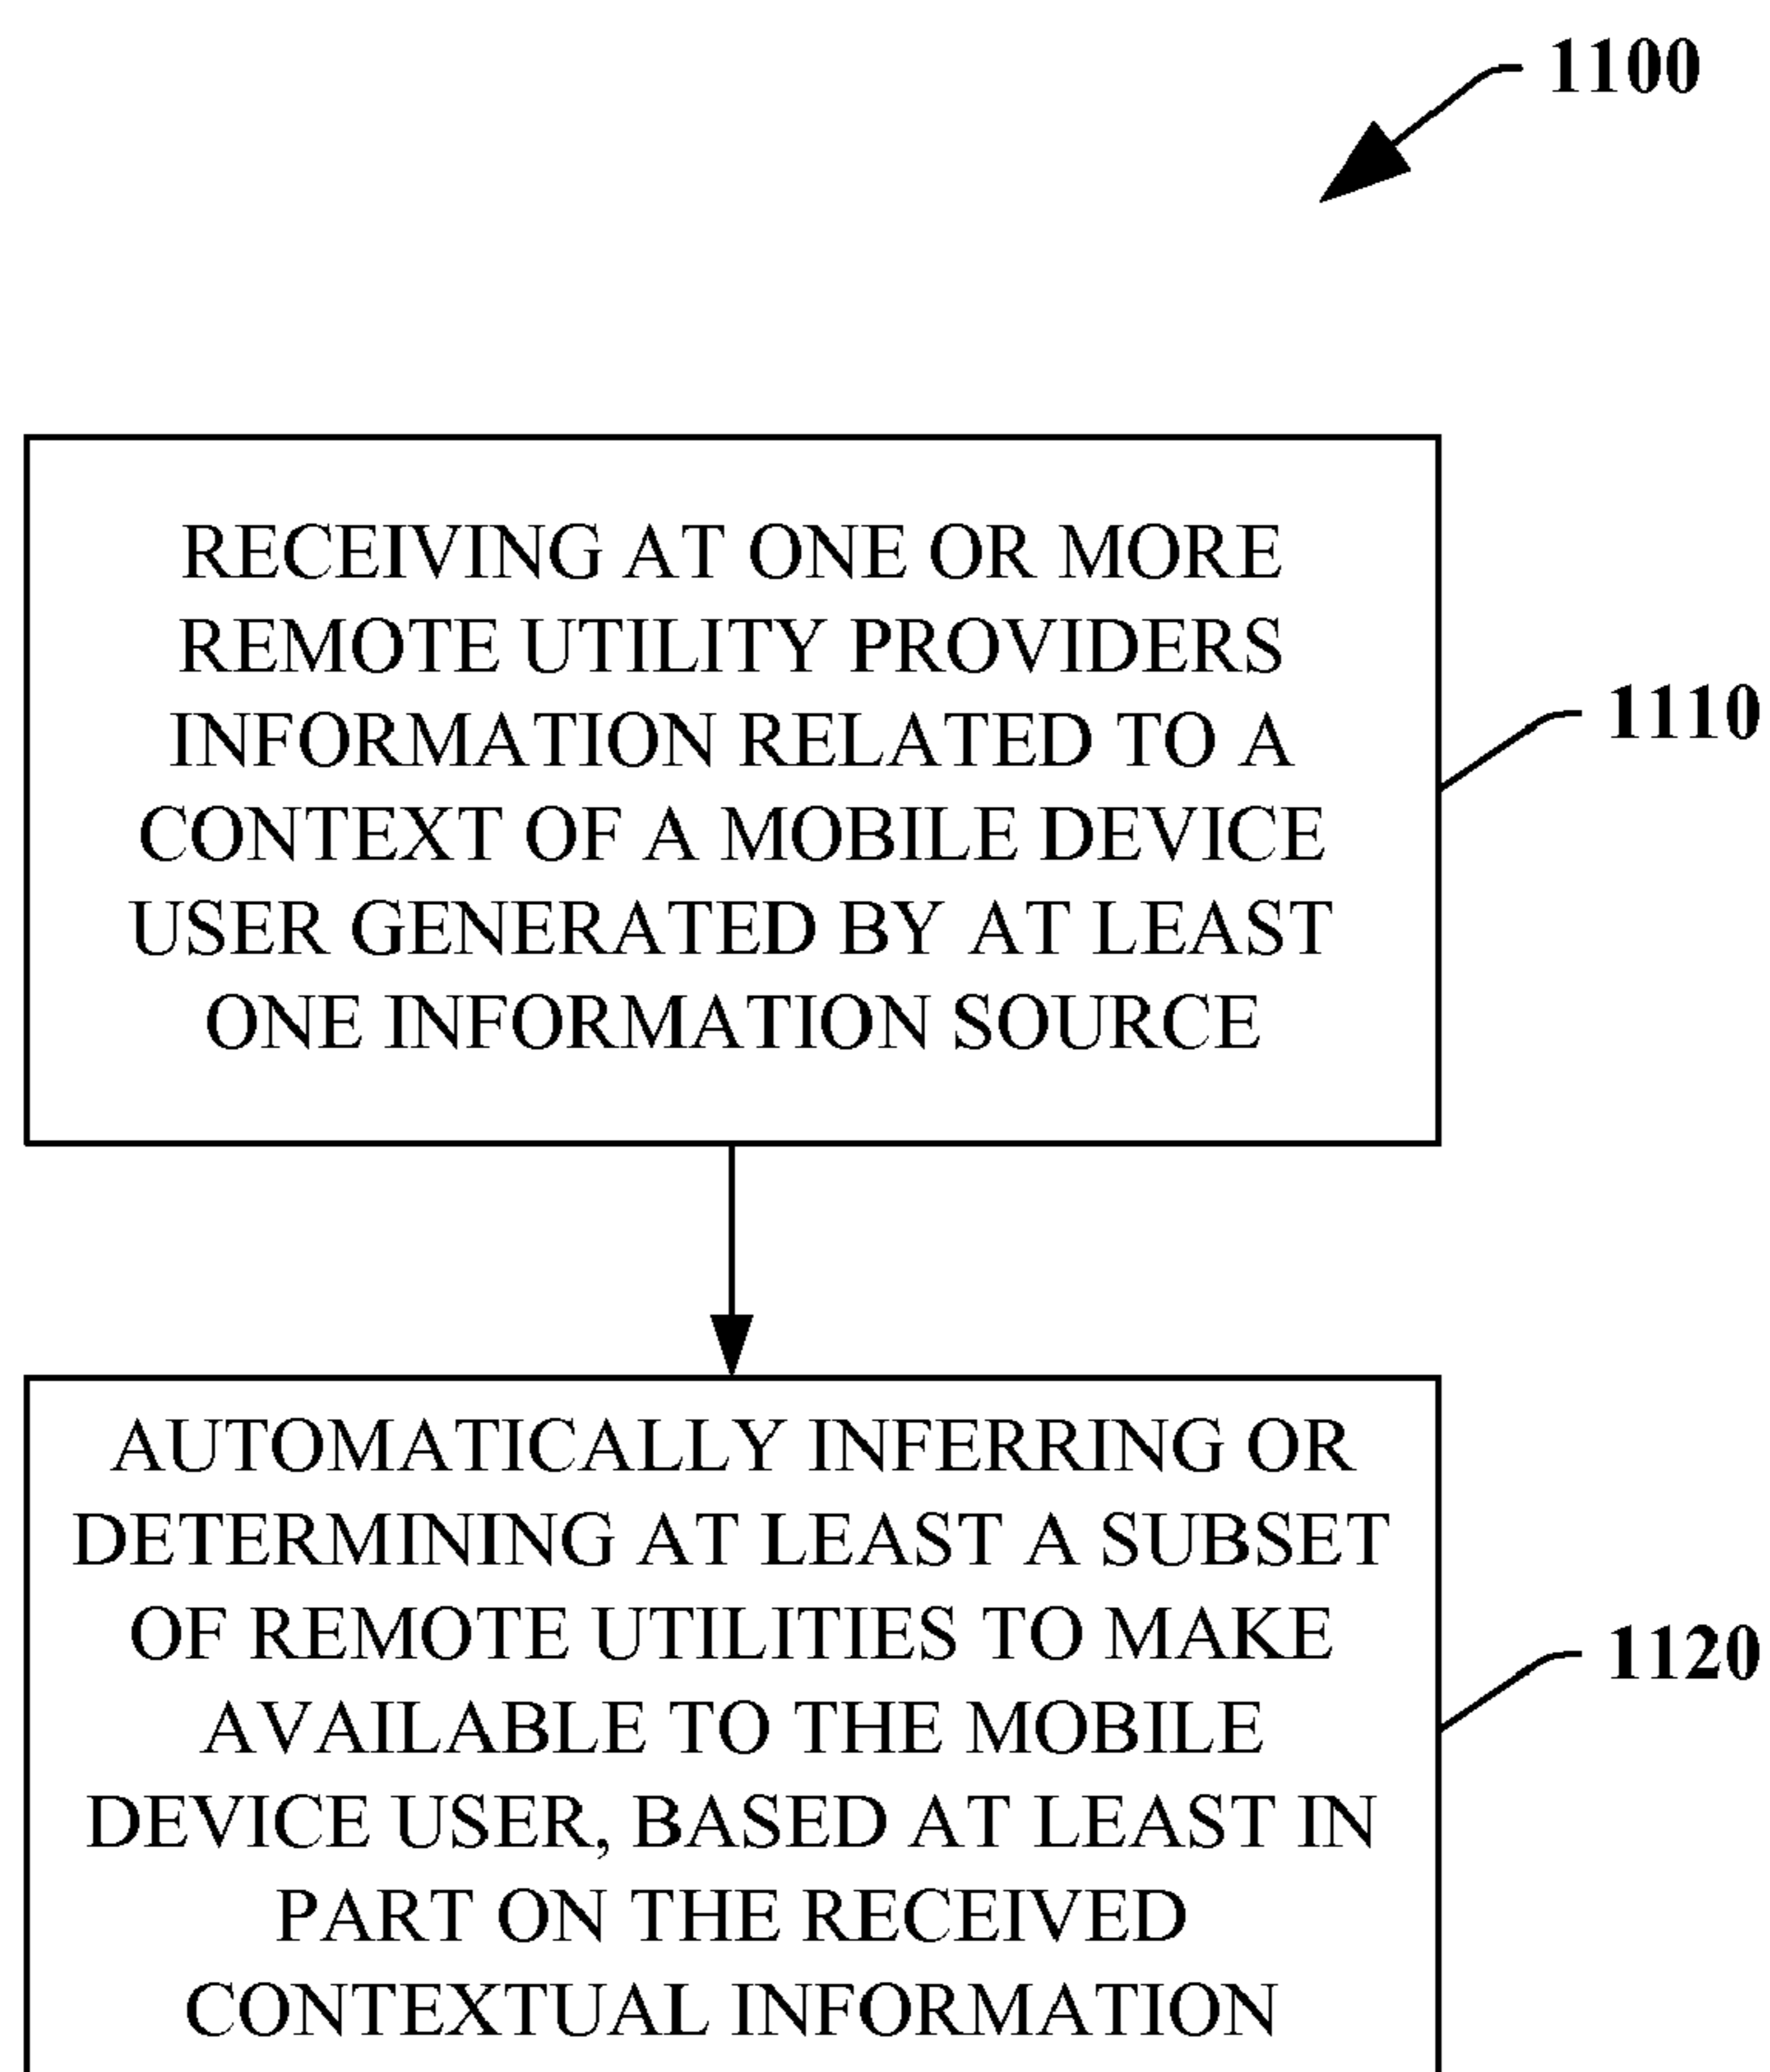 1100
RECEIVING AT ONE OR MORE
REMOTE UTILITY PROVIDERS
INFORMATION RELATED TO A
CONTEXT OF A MOBILE DEVICE
USER GENERATED BY AT LEAST
ONE INFORMATION SOURCE
1110
AUTOMATICALLY INFERRING OR
DETERMINING AT LEAST A SUBSET
OF REMOTE UTILITIES TO MAKE
AVAILABLE TO THE MOBILE
DEVICE USER, BASED AT LEAST IN
PART ON THE RECEIVED
CONTEXTUAL INFORMATION
1120